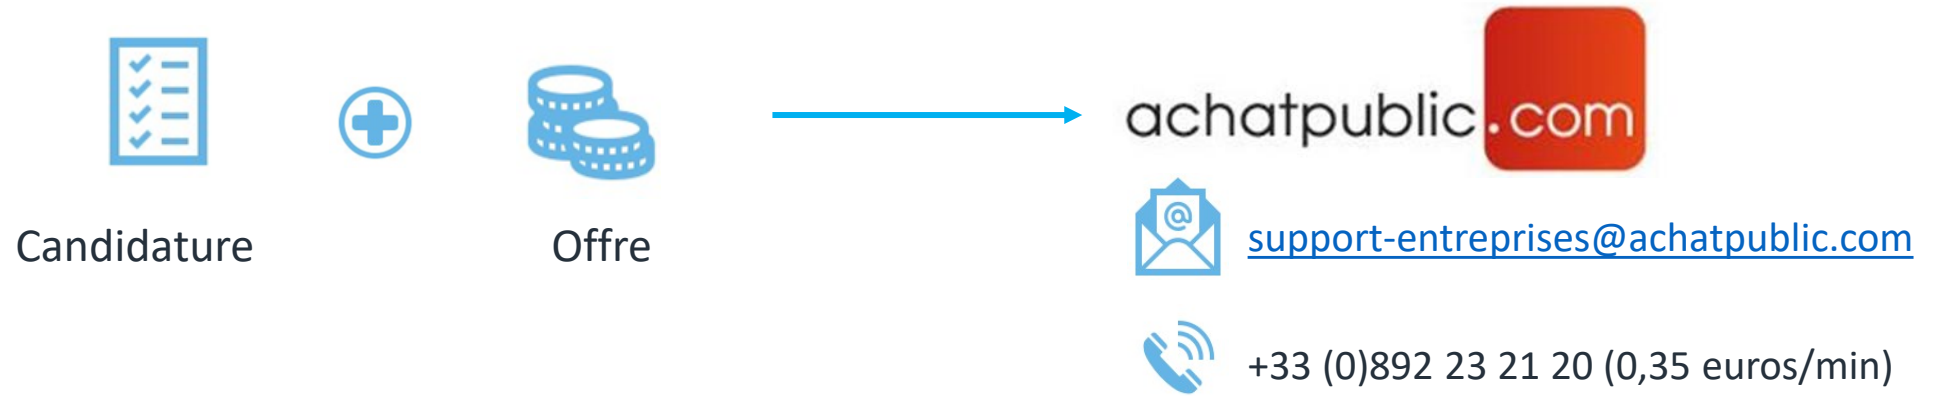 achatpublic.com
@
Candidature
Offre
support-entreprises@achatpublic.com
+33 (0)892 23 21 20 (0,35 euros/min)